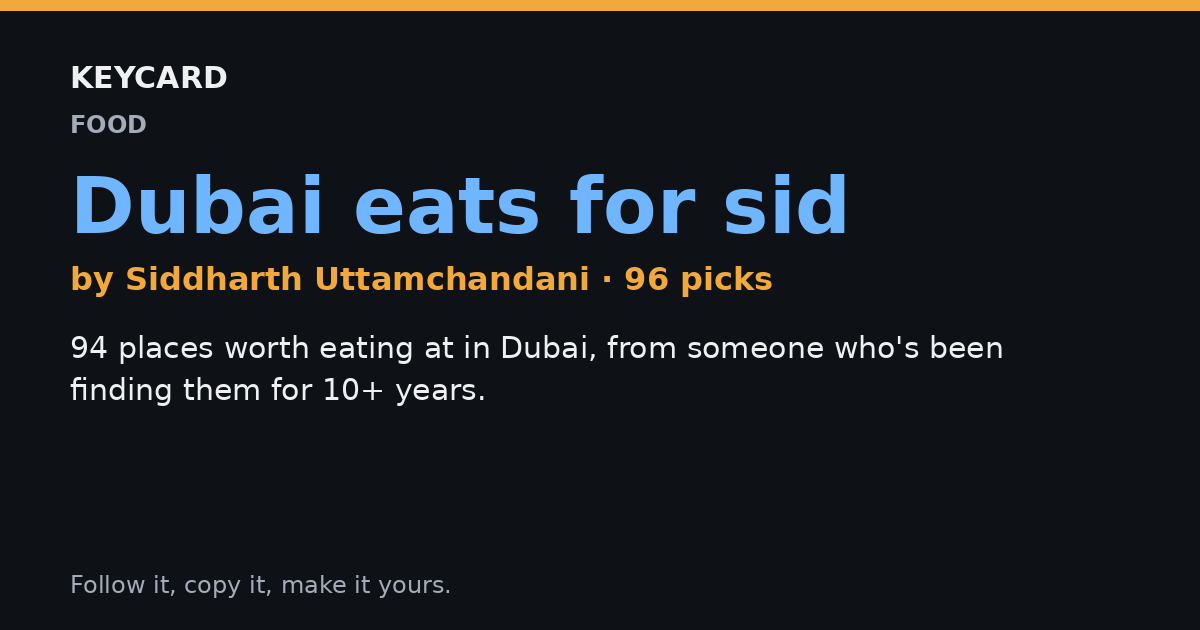 KEYCARD
FOOD
Dubai eats for sid
by Siddharth Uttamchandani · 96 picks
94 places worth eating at in Dubai, from someone who's been
finding them for 10+ years.
Follow it, copy it, make it yours.